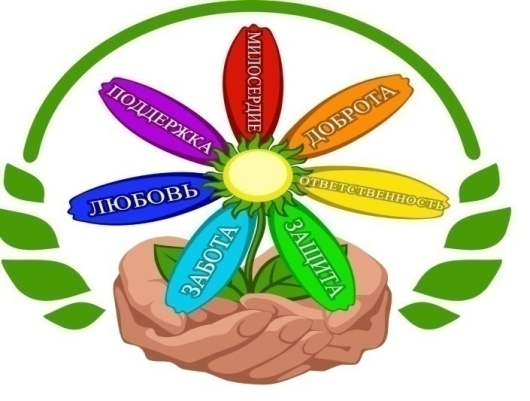 МИЛОСЕРДИЕ
ДОБРОТА
ОТВЕТСТВЕННОСТЬ
ЗАЩИТА
ЗАБОТА
ЛЮБОВЬ
ПОДДЕРЖКА